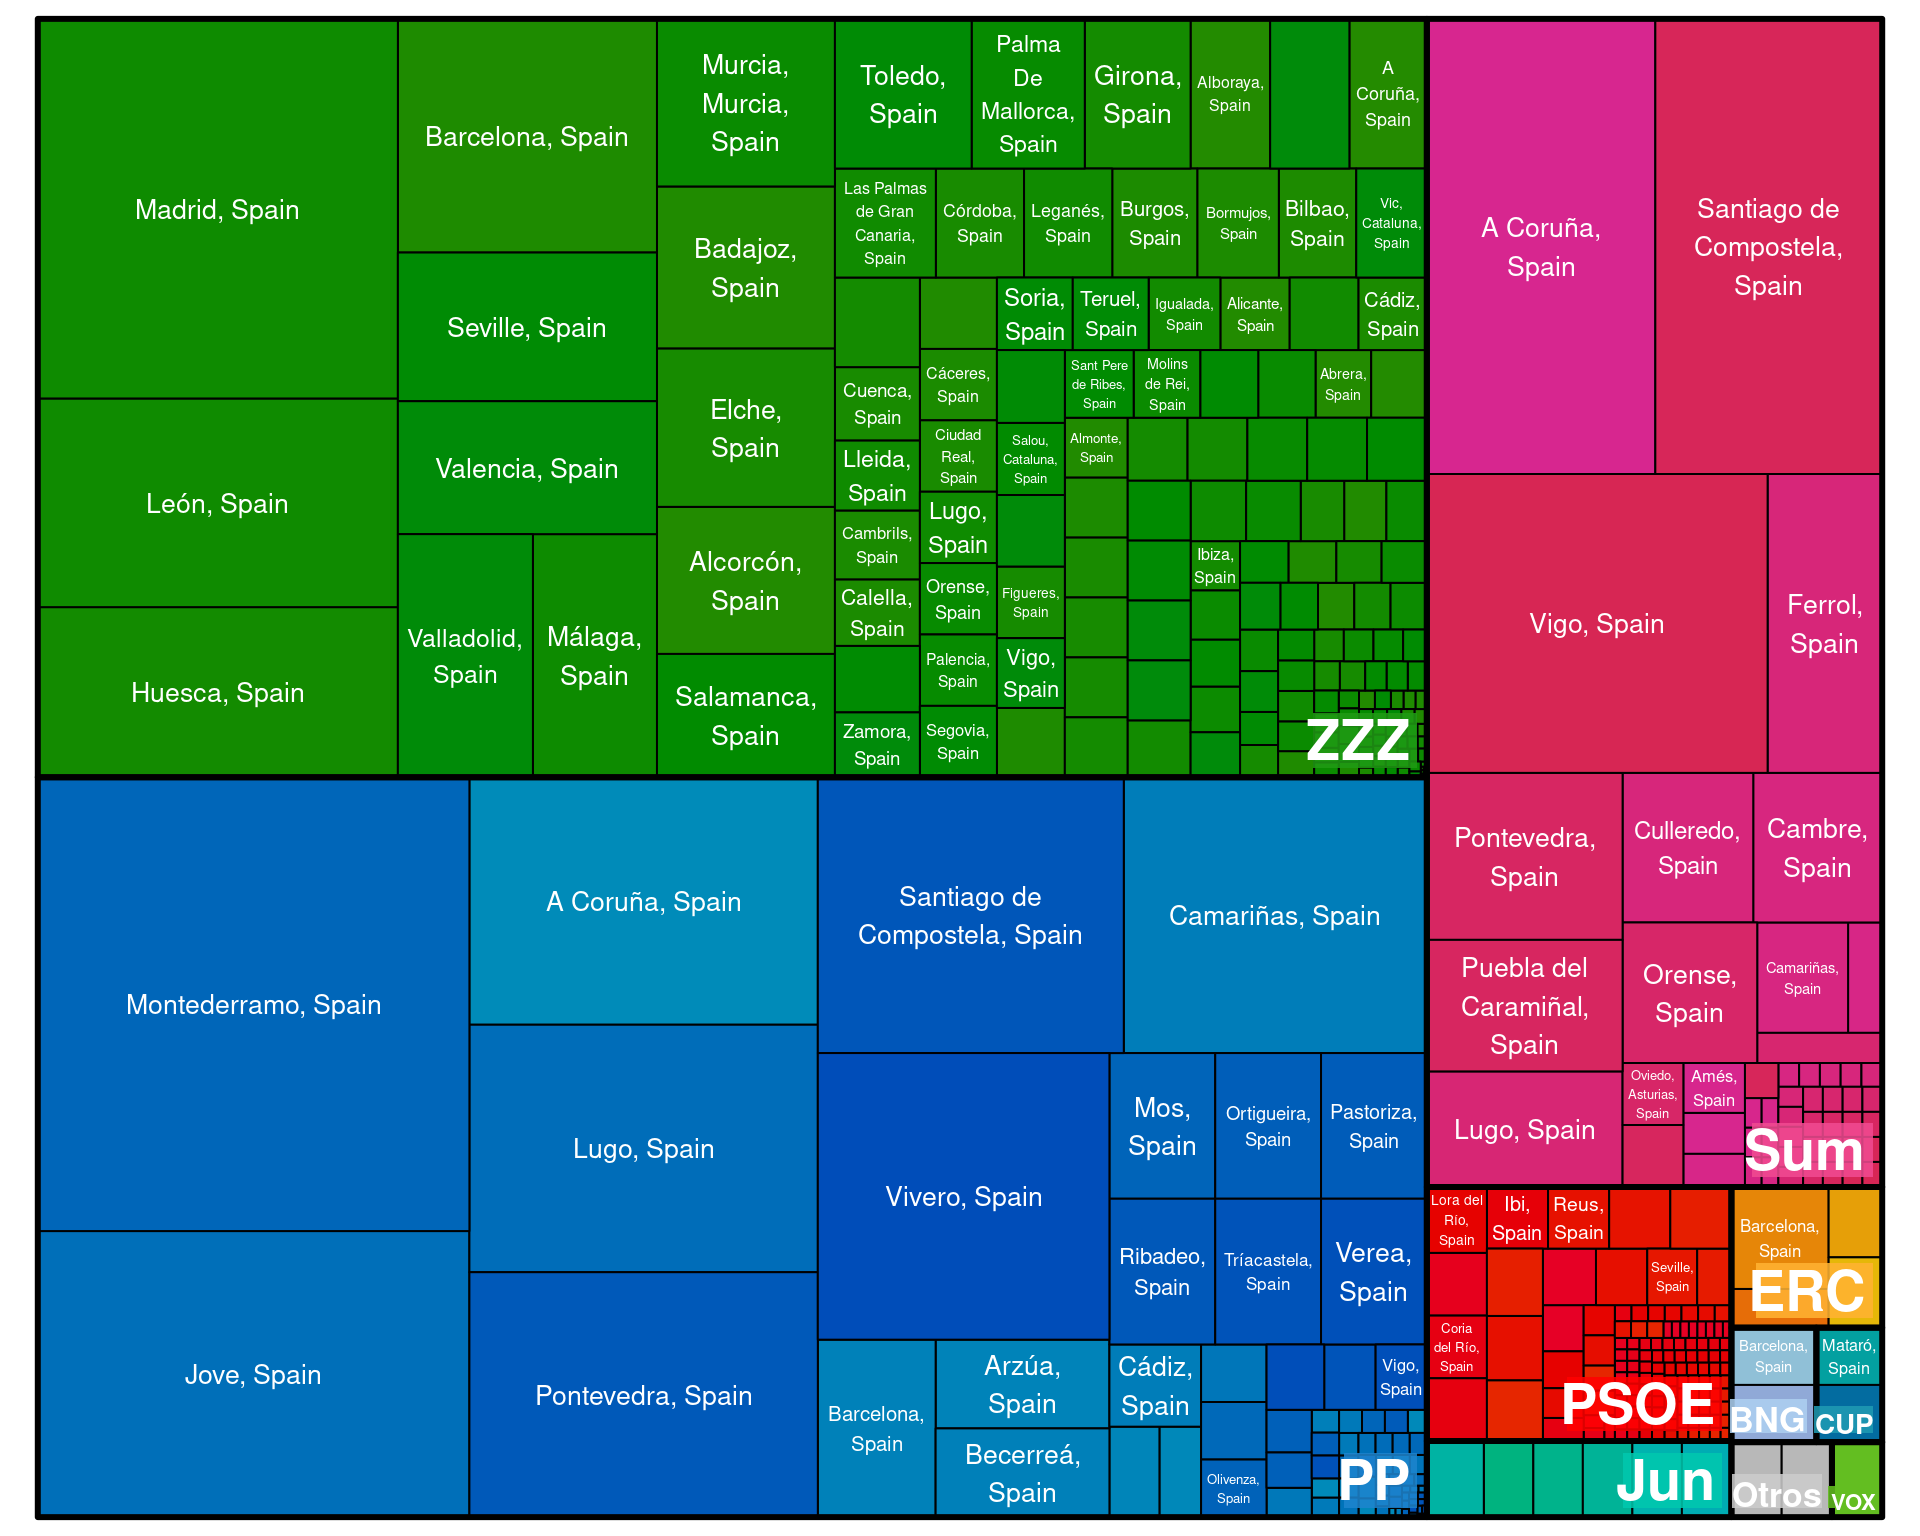 Madrid, Spain
León, Spain
Huesca, Spain
Barcelona, Spain
Seville, Spain
Valencia, Spain
Valladolid,
Spain
Málaga,
Spain
Murcia,
Murcia,
Spain
Badajoz,
Spain
Elche,
Spain
Alcorcón,
Spain
Salamanca,
Spain
Toledo,
Spain
Palma
De
Mallorca,
Spain
Girona,
Spain
Alboraya,
Spain
A
Coruña,
Spain
Las Palmas
de Gran
Canaria,
Spain
Córdoba,
Spain
Leganés,
Spain
Burgos,
Spain
Bormujos,
Spain
Bilbao,
Spain
Vic,
Cataluna,
Spain
Cuenca,
Spain
Lleida,
Spain
Cambrils,
Spain
Calella,
Spain
Zamora,
Spain
Cáceres,
Spain
Ciudad
Real,
Spain
Lugo,
Spain
Orense,
Spain
Palencia,
Spain
Segovia,
Spain
Soria,
Spain
Teruel,
Spain
Igualada,
Spain
Alicante,
Spain
Cádiz,
Spain
Salou,
Cataluna,
Spain
Figueres,
Spain
Vigo,
Spain
Sant Pere
de Ribes,
Spain
Molins
de Rei,
Spain
Abrera,
Spain
Almonte,
Spain
Ibiza,
Spain
ZZZ
Montederramo, Spain
Jove, Spain
A Coruña, Spain
Lugo, Spain
Pontevedra, Spain
Santiago de
Compostela, Spain
Camariñas, Spain
Vivero, Spain
Mos,
Spain
Ortigueira,
Spain
Pastoriza,
Spain
Ribadeo,
Spain
Tríacastela,
Spain
Verea,
Spain
Barcelona,
Spain
Arzúa,
Spain
Becerreá,
Spain
Cádiz,
Spain
Olivenza,
Spain
Vigo,
Spain
PP
A Coruña,
Spain
Santiago de
Compostela,
Spain
Vigo, Spain
Ferrol,
Spain
Pontevedra,
Spain
Puebla del
Caramiñal,
Spain
Lugo, Spain
Culleredo,
Spain
Cambre,
Spain
Orense,
Spain
Camariñas,
Spain
Oviedo,
Asturias,
Spain
Amés,
Spain
Sum
Lora del
Río,
Spain
Ibi,
Spain
Reus,
Spain
Seville,
Spain
Coria
del Río,
Spain
PSOE
Barcelona,
Spain
ERC
Barcelona,
Spain
BNG
Mataró,
Spain
CUP
Jun
Otros
VOX